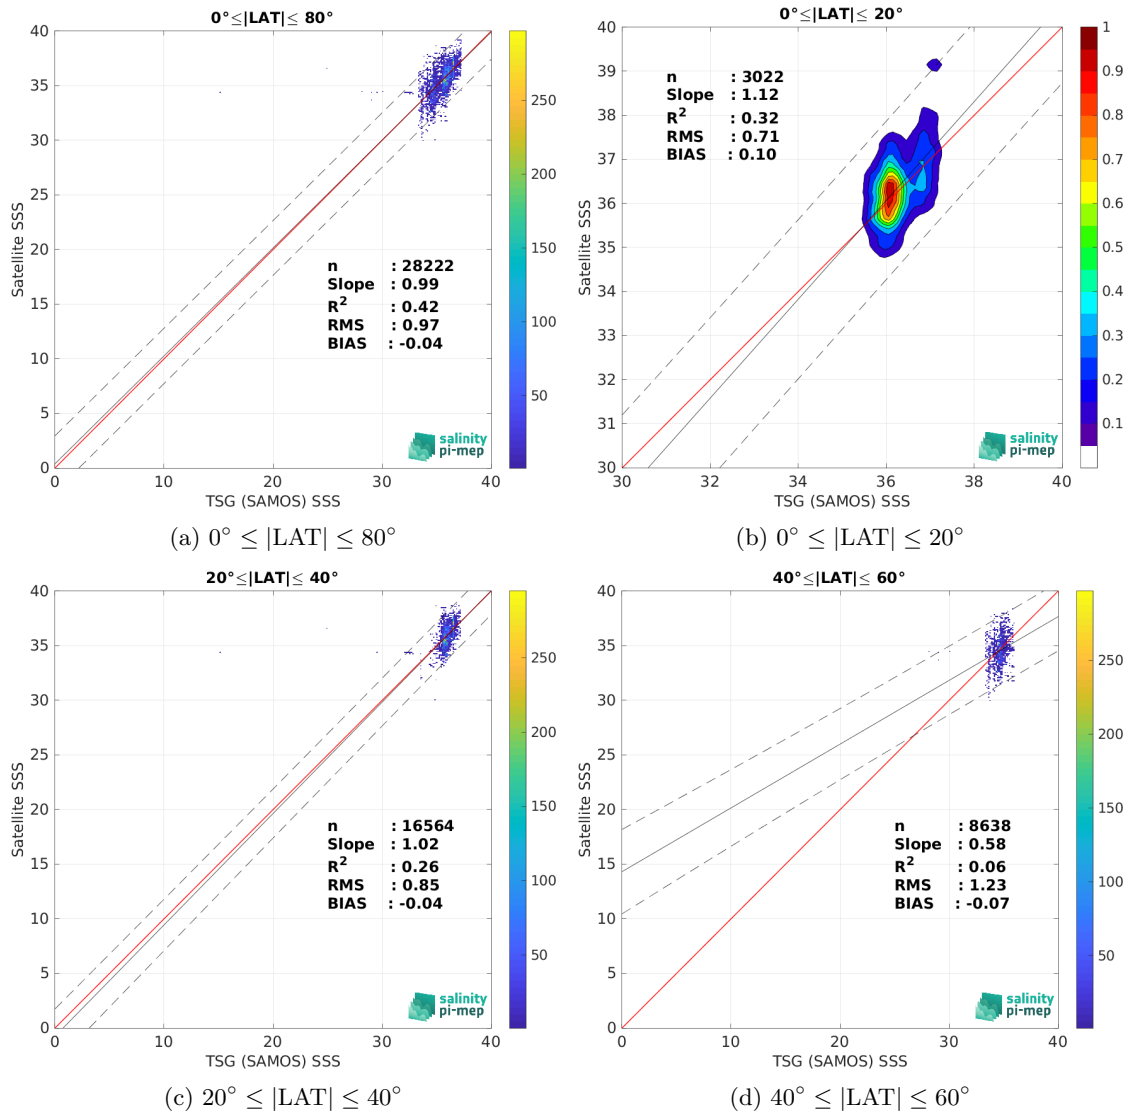 0°≤|LAT|≤ 80°
40
35
30
25
20
15
10
5
0
Satellite SSS
n : 28222
Slope : 0.99
R² : 0.42
RMS : 0.97
BIAS : -0.04
salinity
pi-mep
0 10 20 30 40
TSG (SAMOS) SSS
250
200
150
100
50
(a) 0° ≤ |LAT| ≤ 80°
0°≤|LAT|≤ 20°
40
39
38
37
36
35
34
33
32
31
30
Satellite SSS
n : 3022
Slope : 1.12
R² : 0.32
RMS : 0.71
BIAS : 0.10
salinity
pi-mep
30 32 34 36 38 40
TSG (SAMOS) SSS
1
0.9
0.8
0.7
0.6
0.5
0.4
0.3
0.2
0.1
(b) 0° ≤ |LAT| ≤ 20°
20°≤|LAT|≤ 40°
40
35
30
25
20
15
10
5
0
Satellite SSS
n : 16564
Slope : 1.02
R² : 0.26
RMS : 0.85
BIAS : -0.04
salinity
pi-mep
0 10 20 30 40
TSG (SAMOS) SSS
250
200
150
100
50
(c) 20° ≤ |LAT| ≤ 40°
40°≤|LAT|≤ 60°
40
35
30
25
20
15
10
5
0
Satellite SSS
n : 8638
Slope : 0.58
R² : 0.06
RMS : 1.23
BIAS : -0.07
salinity
pi-mep
0 10 20 30 40
TSG (SAMOS) SSS
250
200
150
100
50
(d) 40° ≤ |LAT| ≤ 60°